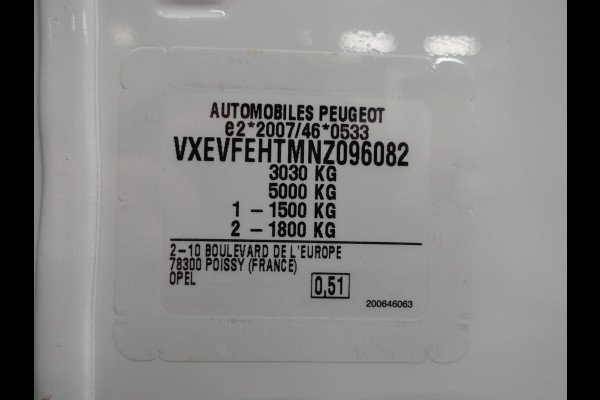 AUTOMOBILES PEUGEOT
e2*2007/46*0533
VXEVFEHTMNZ096082
3030 KG
5000 KG
1 - 1500 KG
2 - 1800 KG
2-10 BOULEVARD DE L'EUROPE
78300 POISSY (FRANCE)
OPEL
0,51
200646063